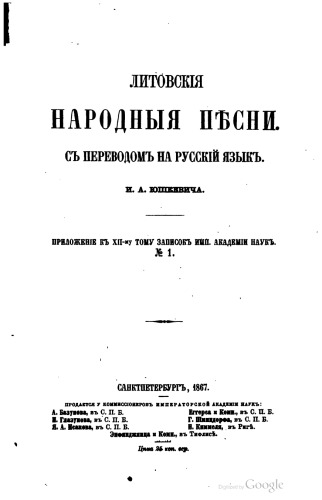 ЛИТОВСКІЯ
НАРОДНЫЯ ПѢСНИ.
СЪ ПЕРЕВОДОМЪ НА РУССКІЙ ЯЗЫКЪ.
И. А. ЮШКЕВИЧА.
ПРИЛОЖЕНІЕ КЪ XII-му ТОМУ ЗАПИСОКЪ ИМП. АКАДЕМІИ НАУКЪ.
№ 1.
САНКТПЕТЕРБУРГЪ, 1867.
ПРОДАЕТСЯ У КОММИССІОНЕРОВЪ ИМПЕРАТОРСКОЙ АКАДЕМІИ НАУКЪ:
А. Базунова, въ С. П. Б.
Эггерса и Комп., въ С. П. Б.
И. Глазунова, въ С. П. Б.
Г. Шмицдорфа, въ С. П. Б.
Я. А. Исакова, въ С. П. Б.
Н. Киммеля, въ Ригѣ.
Энфяджянца и Комп., въ Тифлисѣ.
Цѣна 35 коп. сер.
Digitized by Google